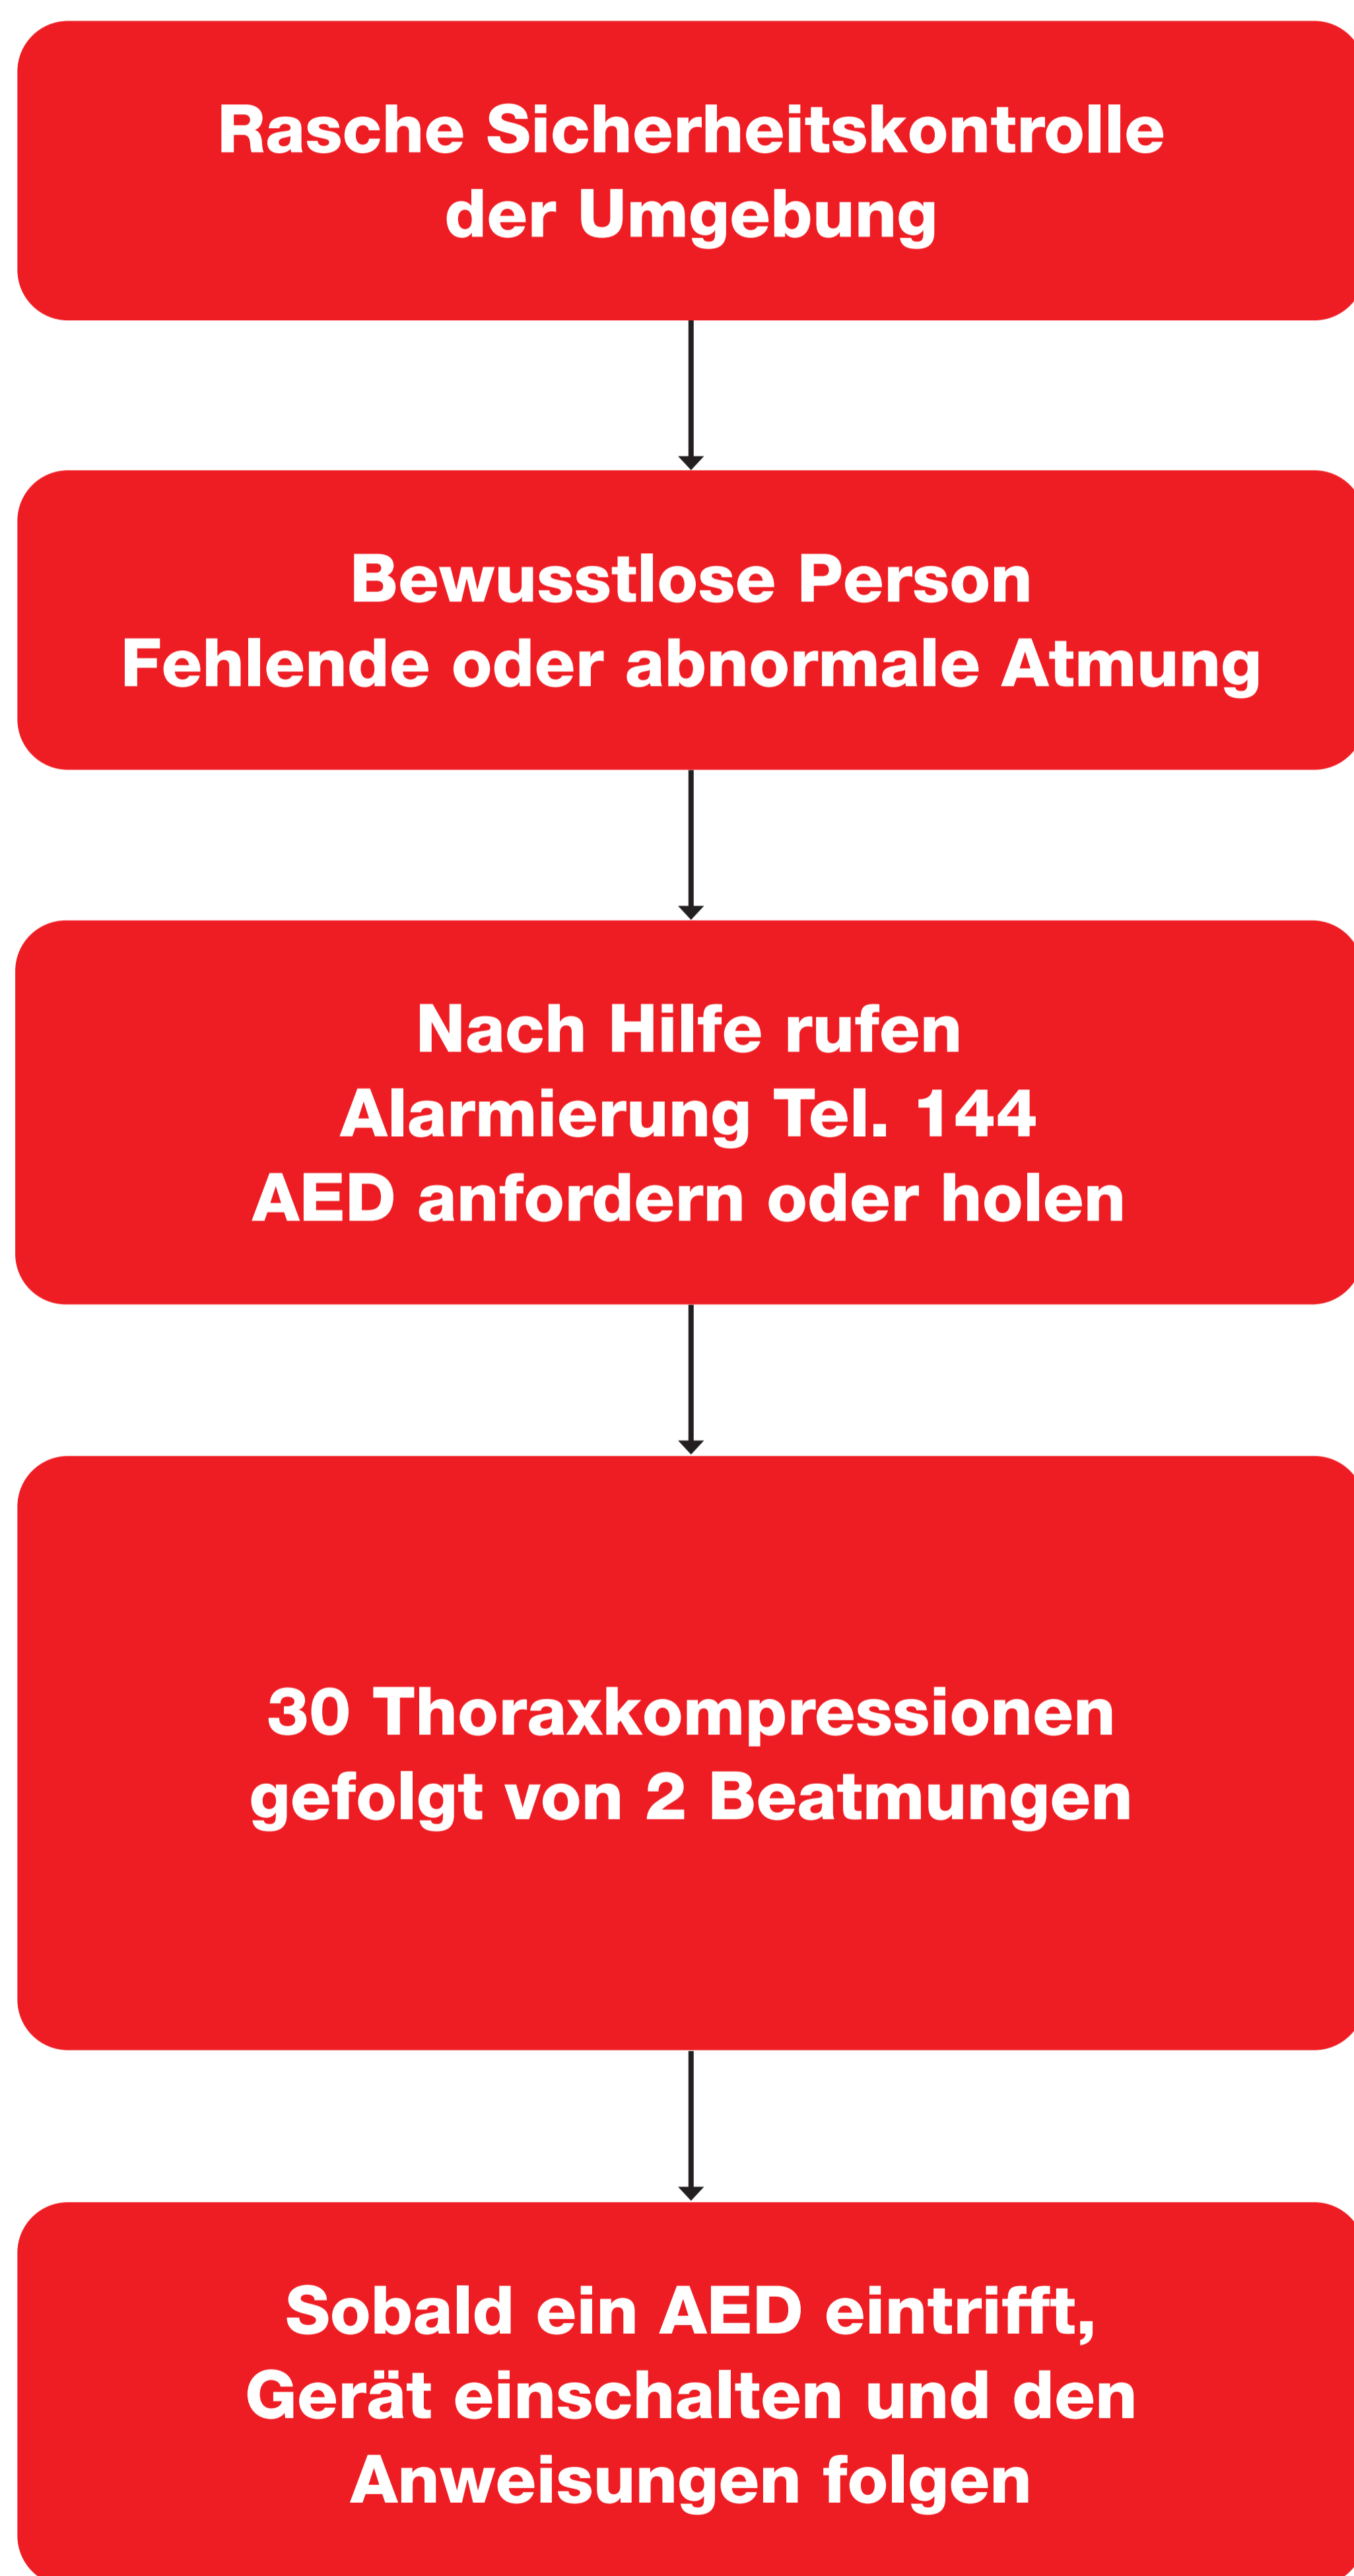 Rasche Sicherheitskontrolle
der Umgebung
Bewusstlose Person
Fehlende oder abnormale Atmung
Nach Hilfe rufen
Alarmierung Tel. 144
AED anfordern oder holen
30 Thoraxkompressionen
gefolgt von 2 Beatmungen
Sobald ein AED eintrifft,
Gerät einschalten und den
Anweisungen folgen